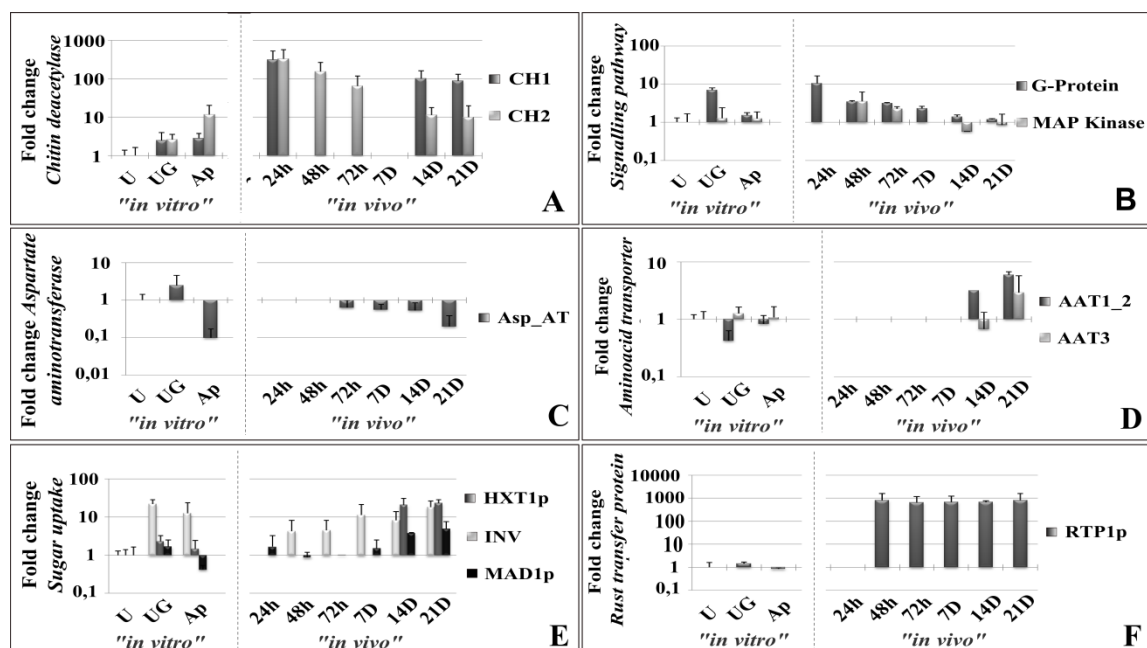 Fold change
Chitin deacetylase
1000
100
10
1
U UG Ap 24h 48h 72h 7D 14D 21D
"in vitro" "in vivo"
CH1
CH2
A
Fold change
Signalling pathway
100
10
1
0,1
U UG Ap 24h 48h 72h 7D 14D 21D
"in vitro" "in vivo"
G-Protein
MAP Kinase
B
Fold change Aspartate
aminotransferase
10
1
0,1
0,01
U UG Ap 24h 48h 72h 7D 14D 21D
"in vitro" "in vivo"
Asp_AT
C
Fold change
Aminoacid transporter
10
1
0,1
U UG Ap 24h 48h 72h 7D 14D 21D
"in vitro" "in vivo"
AAT1_2
AAT3
D
Fold change
Sugar uptake
100
10
1
0,1
U UG Ap 24h 48h 72h 7D 14D 21D
"in vitro" "in vivo"
HXT1p
INV
MAD1p
E
Fold change
Rust transfer protein
10000
1000
100
10
1
0,1
U UG Ap 24h 48h 72h 7D 14D 21D
"in vitro" "in vivo"
RTP1p
F